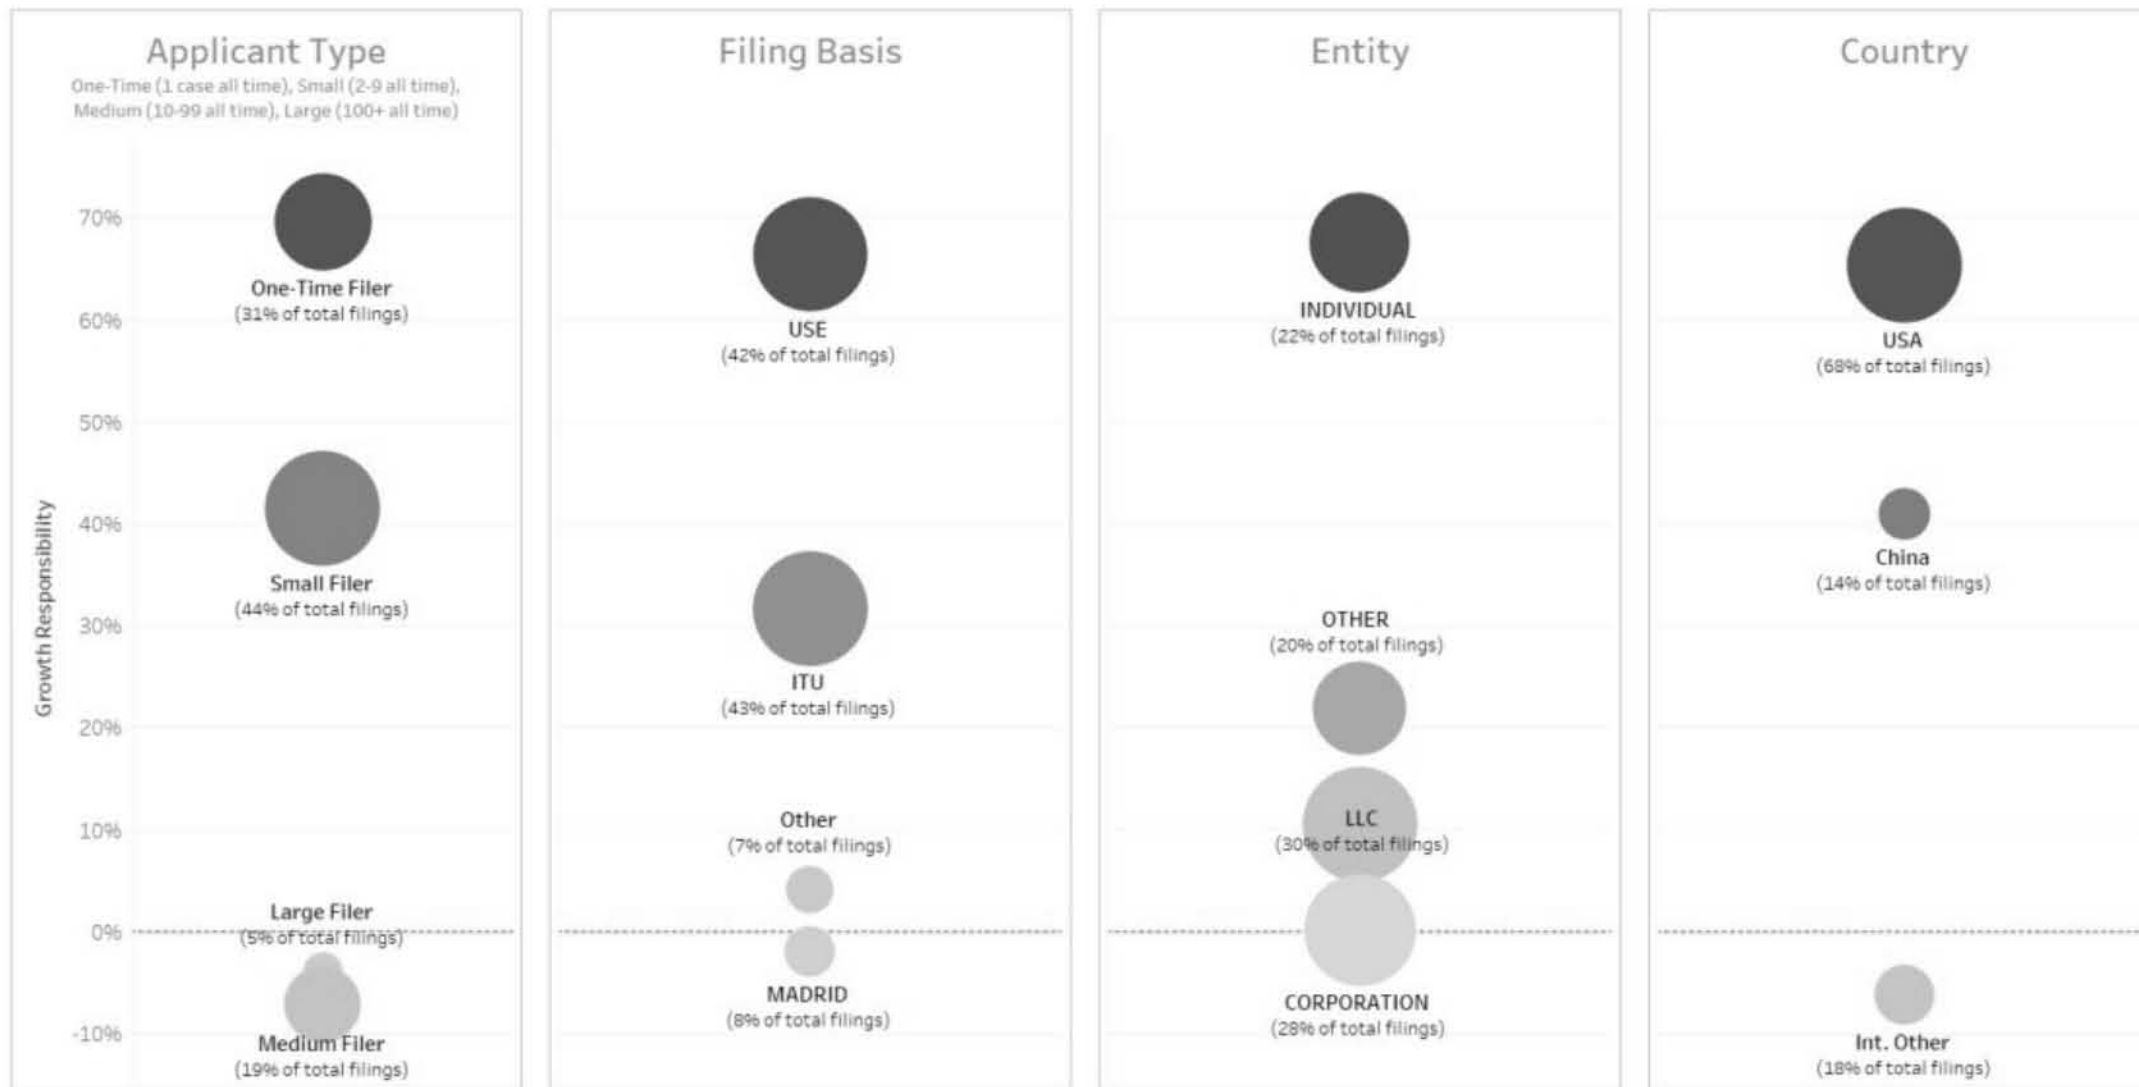 Applicant Type
One-Time (1 case all time), Small (2-9 all time),
Medium (10-99 all time), Large (100+ all time)
Growth Responsibility
70%
60%
50%
40%
30%
20%
10%
0%
-10%
One-Time Filer
(31% of total filings)
Small Filer
(44% of total filings)
Large Filer
(5% of total filings)
Medium Filer
(19% of total filings)
Filing Basis
USE
(42% of total filings)
ITU
(43% of total filings)
Other
(7% of total filings)
MADRID
(8% of total filings)
Entity
INDIVIDUAL
(22% of total filings)
OTHER
(20% of total filings)
LLC
(30% of total filings)
CORPORATION
(28% of total filings)
Country
USA
(68% of total filings)
China
(14% of total filings)
Int. Other
(18% of total filings)